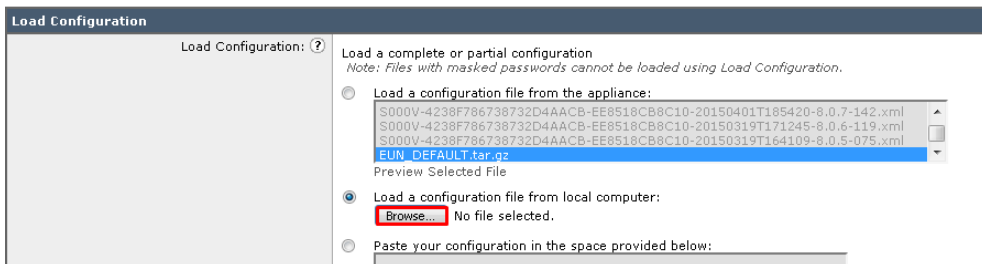 Load Configuration
Load Configuration: ?
Load a complete or partial configuration
Note: Files with masked passwords cannot be loaded using Load Configuration.
Load a configuration file from the appliance:
S000V-4238F786738732D4AACB-EE8518CB8C10-20150401T185420-8.0.7-142.xml
S000V-4238F786738732D4AACB-EE8518CB8C10-20150319T171245-8.0.6-119.xml
S000V-4238F786738732D4AACB-EE8518CB8C10-20150319T164109-8.0.5-075.xml
EUN_DEFAULT.tar.gz
Preview Selected File
Load a configuration file from local computer:
Browse... No file selected.
Paste your configuration in the space provided below: